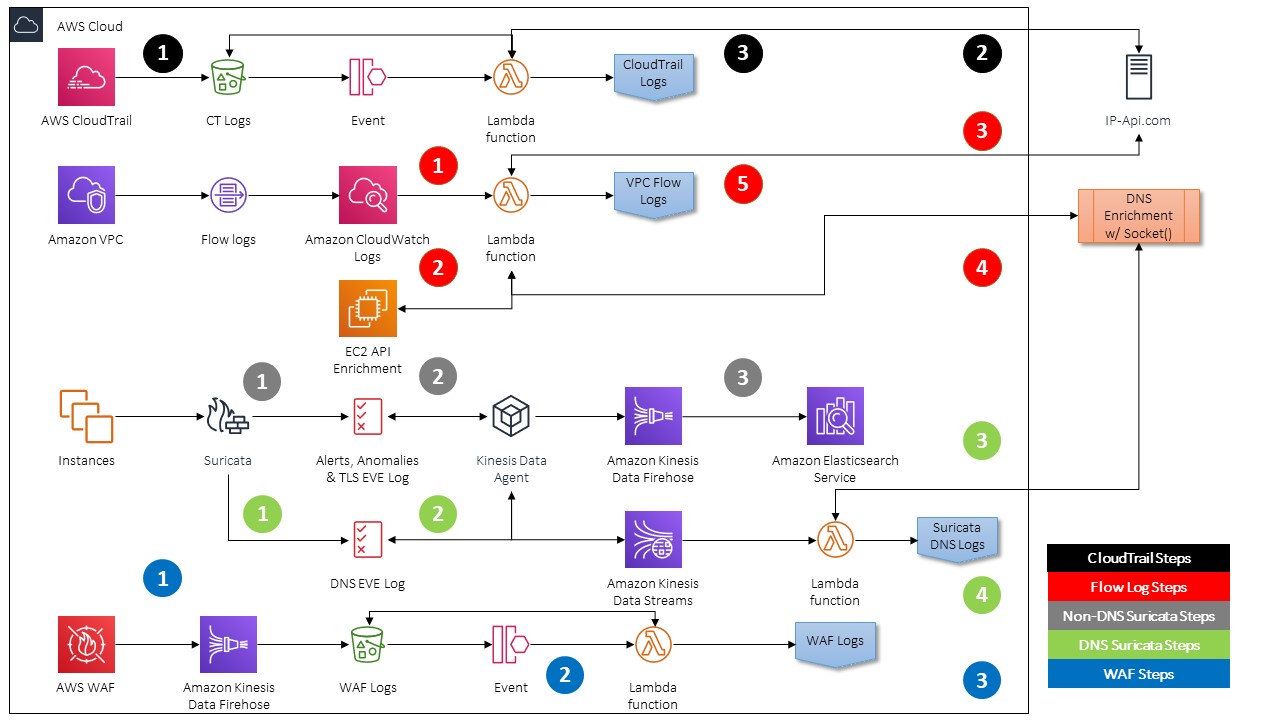 AWS Cloud
1
3
2
CloudTrail
Logs
AWS CloudTrail
CT Logs
Event
Lambda
function
IP-Api.com
3
1
5
VPC Flow
Logs
DNS
Enrichment
w/ Socket()
Amazon VPC
Flow logs
Amazon CloudWatch
Logs
Lambda
function
2
4
EC2 API
Enrichment
1
2
3
3
Instances
Suricata
Alerts, Anomalies
& TLS EVE Log
Kinesis Data
Agent
Amazon Kinesis
Data Firehose
Amazon Elasticsearch
Service
1
2
Suricata
DNS Logs
DNS EVE Log
Amazon Kinesis
Data Streams
Lambda
function
4
1
WAF Logs
2
3
AWS WAF
Amazon Kinesis
Data Firehose
WAF Logs
Event
Lambda
function
CloudTrail Steps
Flow Log Steps
Non-DNS Suricata Steps
DNS Suricata Steps
WAF Steps